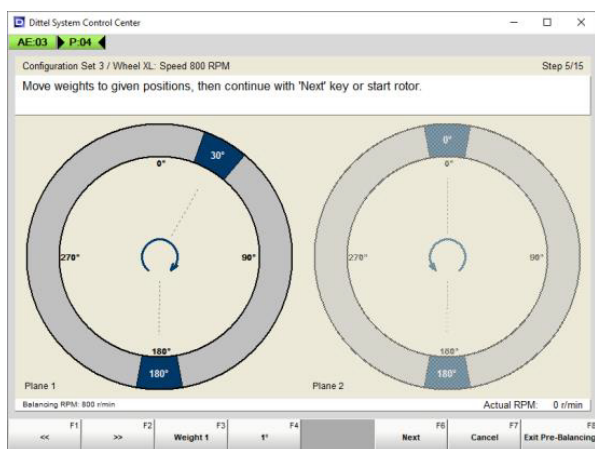 Dittel System Control Center
AE:03 P:04
Configuration Set 3 / Wheel XL: Speed 800 RPM Step 5/15
Move weights to given positions, then continue with 'Next' key or start rotor.
30° 0°
0° 0°
270° 90° 270° 90°
180° 180°
180° 180°
Plane 1 Plane 2
Balancing RPM: 800 r/min Actual RPM: 0 r/min
F1 F2 F3 F4 F6 F7 F8
<< >> Weight 1 1° Next Cancel Exit Pre-Balancing